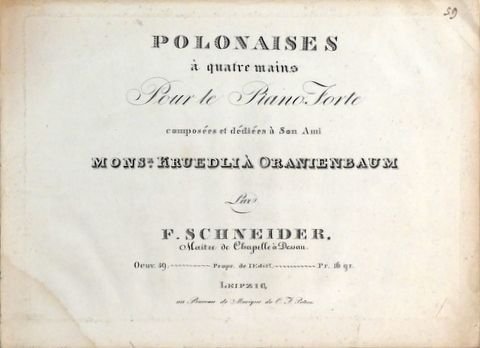 59
POLONAISES
à quatre mains
Pour le Piano Forte
composées et dédiées à Son Ami
MONSR. KRUEDLI À ORANIENBAUM
Par
F. SCHNEIDER,
Maitre de Chapelle à Dessau.
Oeuv. 49. Propr. de l'Edit. Pr. 16 gr.
LEIPZIG,
au Bureau de Musique de C. F. Peters.